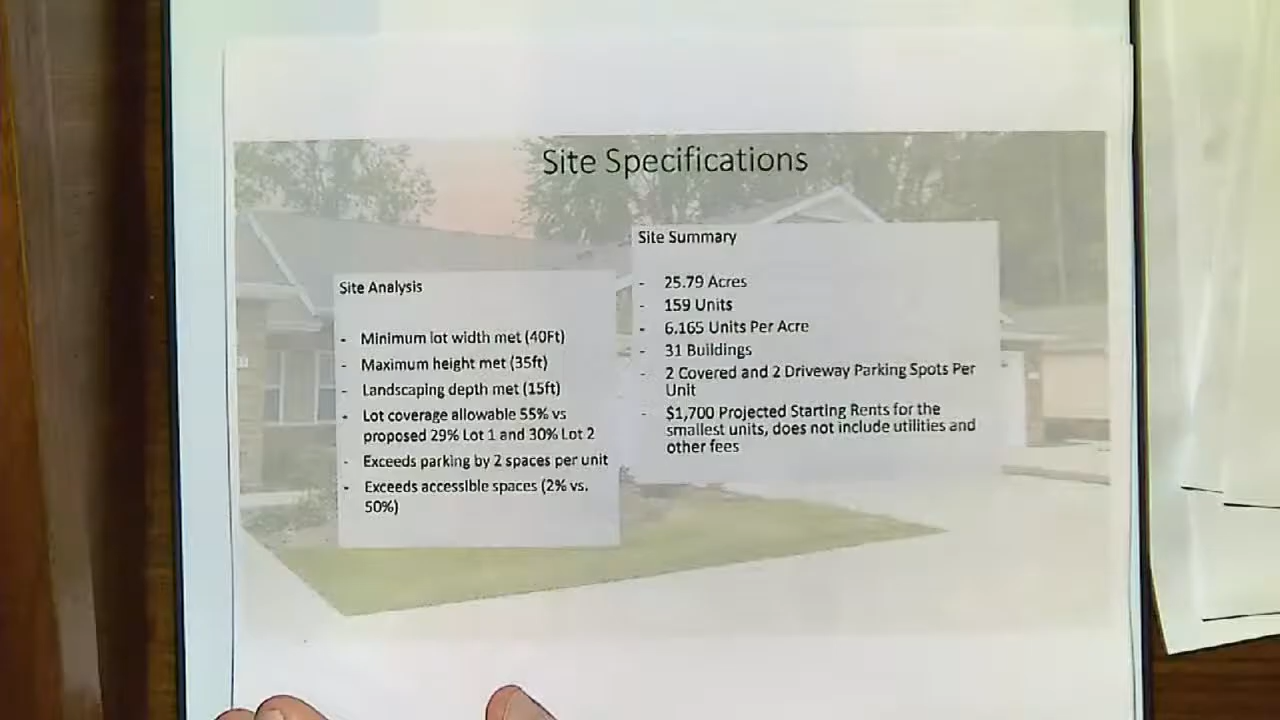 Site Specifications
Site Analysis
- Minimum lot width met (40Ft)
- Maximum height met (35ft)
- Landscaping depth met (15ft)
- Lot coverage allowable 55% vs
proposed 29% Lot 1 and 30% Lot 2
- Exceeds parking by 2 spaces per unit
- Exceeds accessible spaces (2% vs.
50%)
Site Summary
- 25.79 Acres
- 159 Units
- 6.165 Units Per Acre
- 31 Buildings
- 2 Covered and 2 Driveway Parking Spots Per
Unit
- $1,700 Projected Starting Rents for the
smallest units, does not include utilities and
other fees